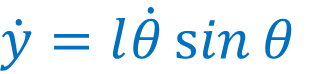 ẏ = lθ̇ sin θ